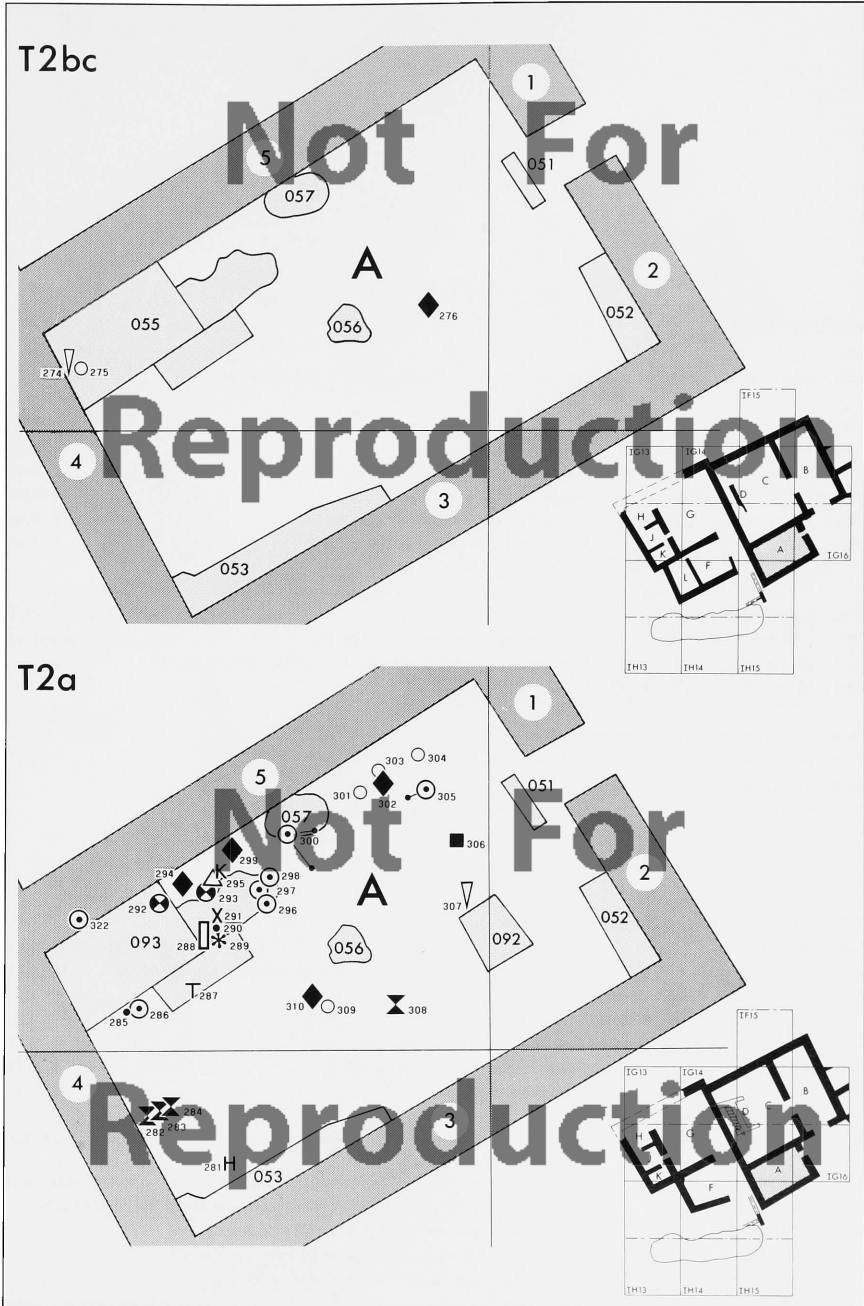 T2bc
1
Not For
5
051
057
A
2
055
056
276
052
274
275
Reproduction
4
3
053
IF15
IG13
IG14
B
C
D
H
G
J
A
K
F
L
IG16
IH13
IH14
IH15
T2a
1
5
303
304
051
301
302
305
Not For
057
300
306
299
K
294
295
298
2
292
293
297
A
307
322
296
X 291
052
290
093
288
289
056
092
T 287
310
309
308
285
286
IF15
4
IG13
IG14
284
283
282
Reproduction
3
281 H
053
B
C
D
H
G
J
A
K
F
IG16
IH13
IH14
IH15